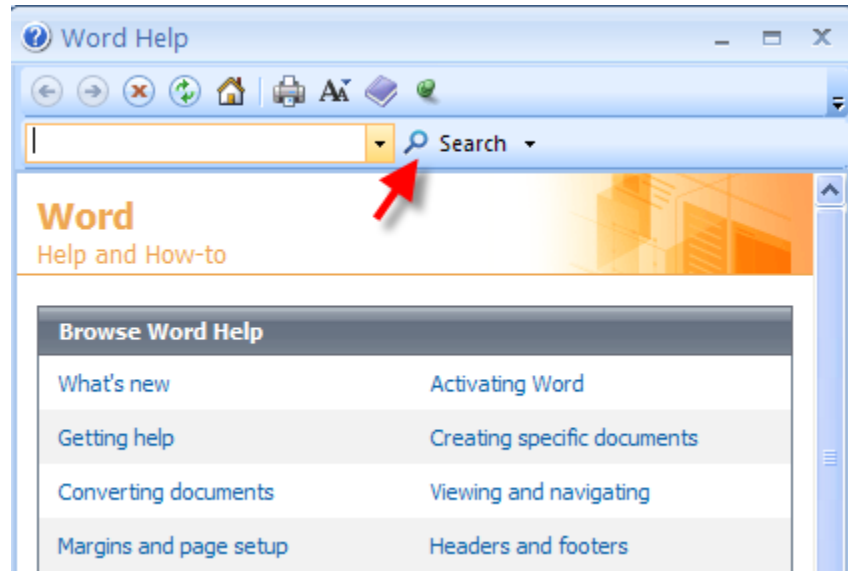 Word Help
Search
Word
Help and How-to
Browse Word Help
What's new Activating Word
Getting help Creating specific documents
Converting documents Viewing and navigating
Margins and page setup Headers and footers